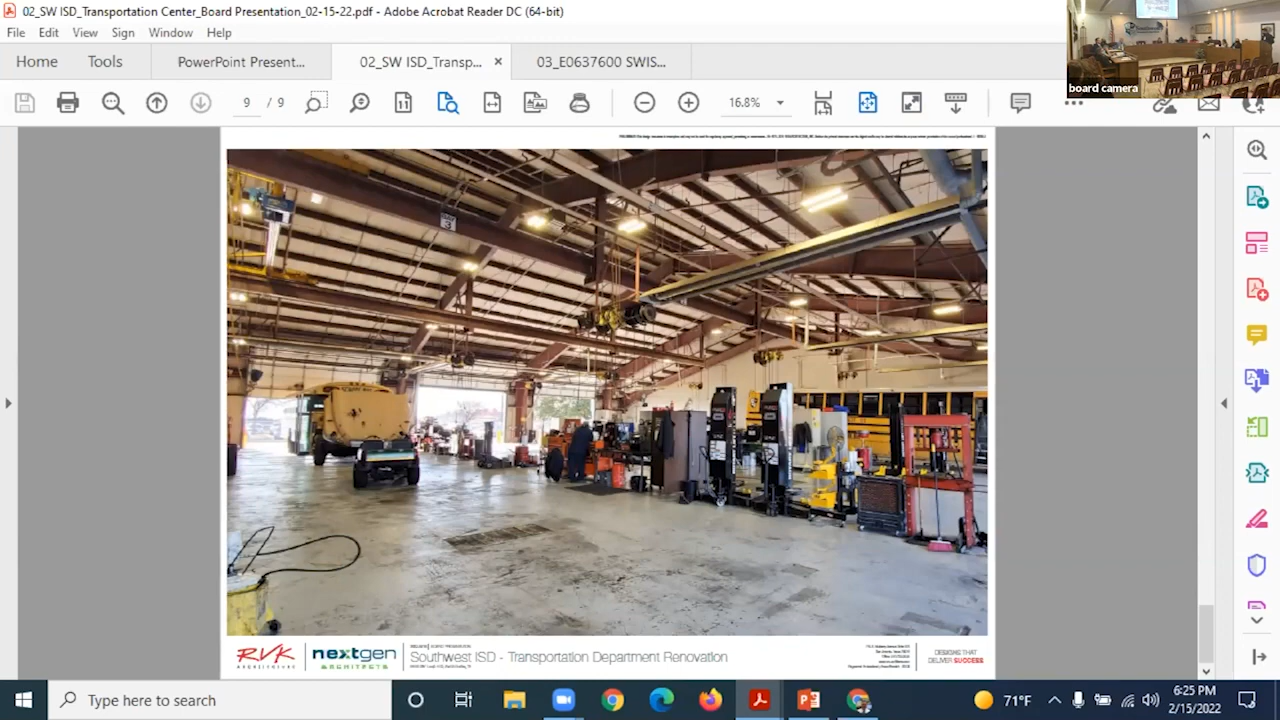 02_SW ISD_Transportation Center_Board Presentation_02-15-22.pdf - Adobe Acrobat Reader DC (64-bit)
File Edit View Sign Window Help
Home Tools PowerPoint Present... 02_SW ISD_Transp... × 03_E0637600 SWIS...
board camera
9 / 9 16.8%
RVK nextgen Southwest ISD - Transportation Department Renovation DESIGNS THAT
ARCHITECTURE ARCHITECTS DELIVER SUCCESS
Type here to search
71°F
6:25 PM
2/15/2022